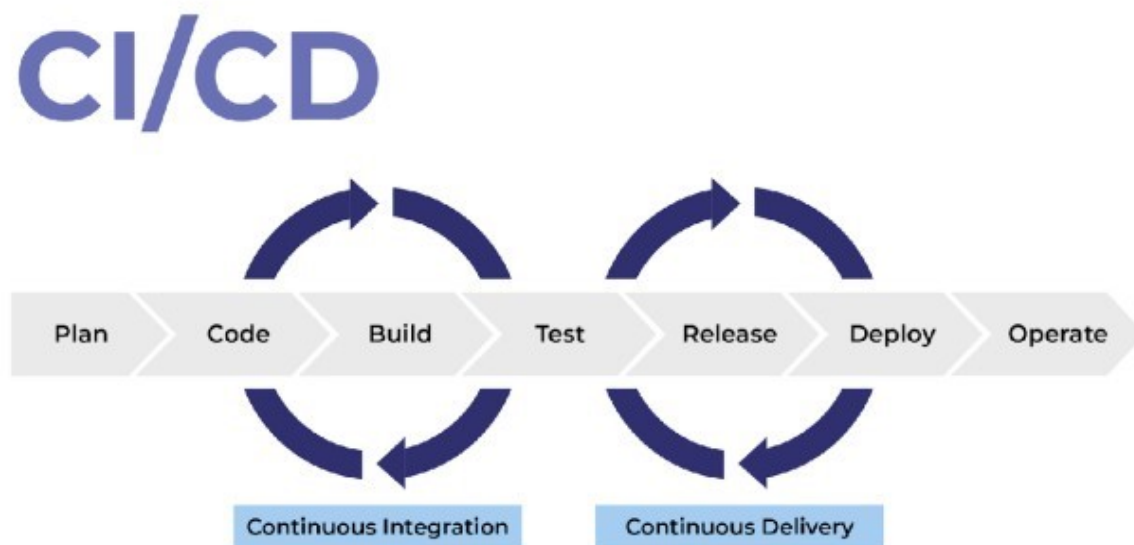 CI/CD
Plan Code Build Test Release Deploy Operate
Continuous Integration Continuous Delivery